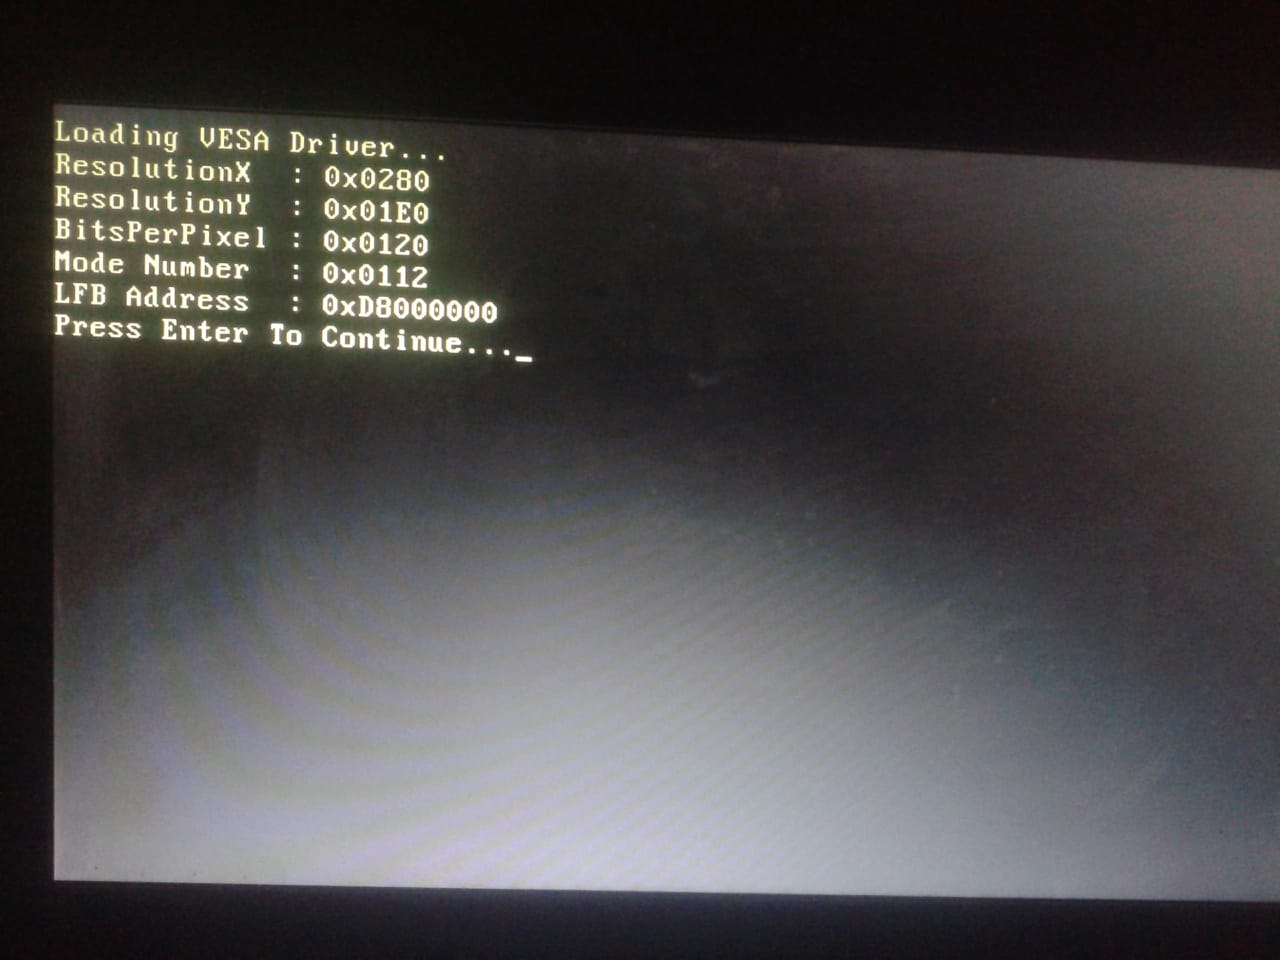 Loading VESA Driver...
ResolutionX  : 0x0280
ResolutionY  : 0x01E0
BitsPerPixel : 0x0120
Mode Number  : 0x0112
LFB Address  : 0xD8000000
Press Enter To Continue..._